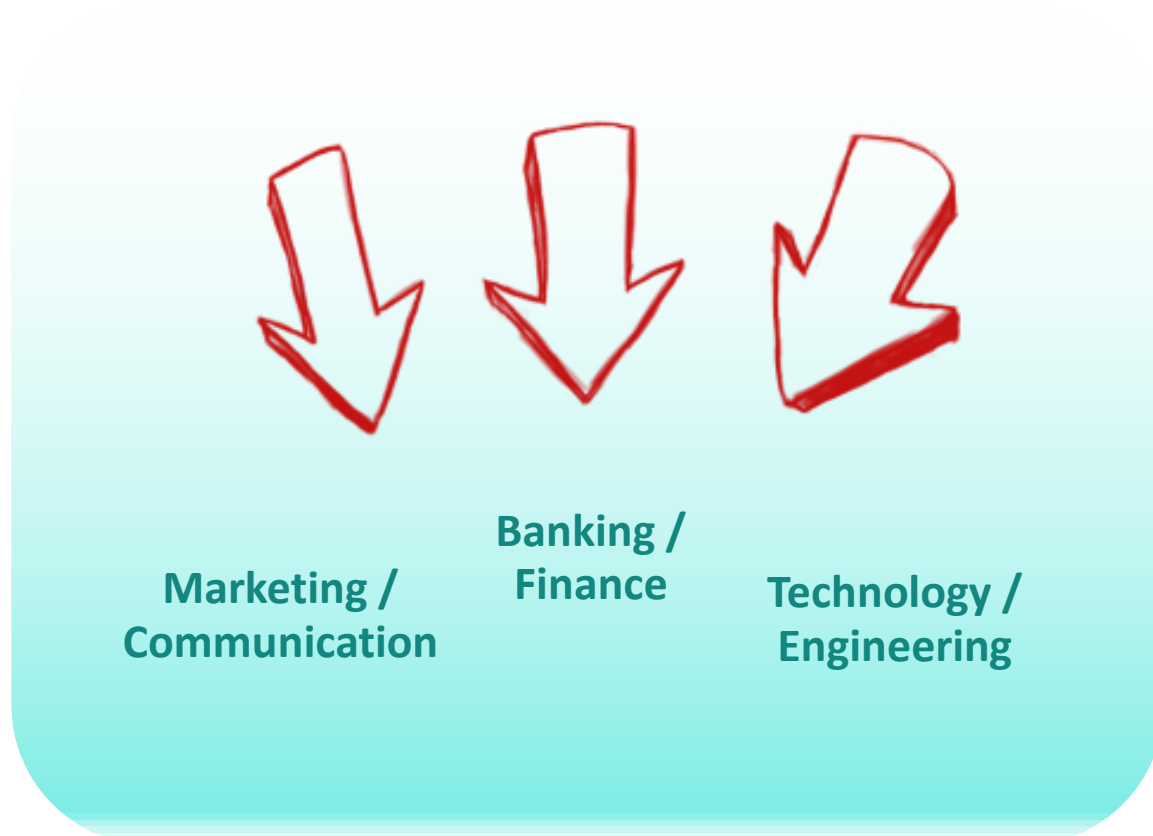 Marketing /
Communication
Banking /
Finance
Technology /
Engineering